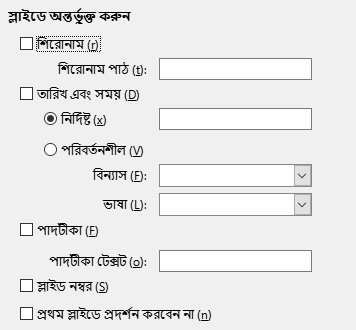 স্লাইডে অন্তর্ভুক্ত করুন
শিরোনাম (r)
শিরোনাম পাঠ (t):
তারিখ এবং সময় (D)
নির্দিষ্ট (x)
পরিবর্তনশীল (V)
বিন্যাস (F):
ভাষা (L):
পাদটীকা (F)
পাদটীকা টেক্সট (o):
স্লাইড নম্বর (S)
প্রথম স্লাইডে প্রদর্শন করবেন না (n)